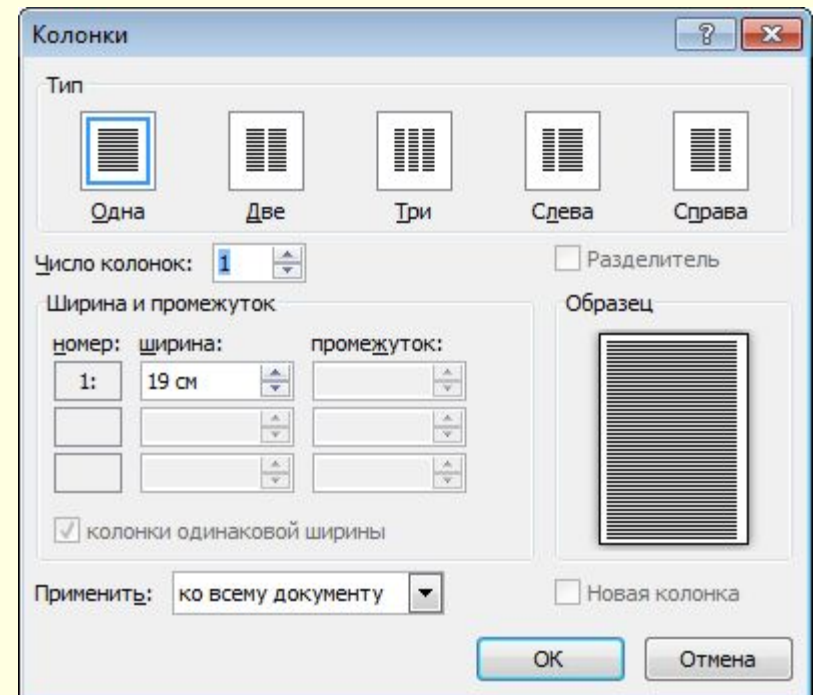 Колонки
Тип
Одна Две Три Слева Справа
Число колонок: 1 Разделитель
Ширина и промежуток Образец
номер: ширина: промежуток:
1: 19 см
колонки одинаковой ширины
Применить: ко всему документу Новая колонка
ОК Отмена